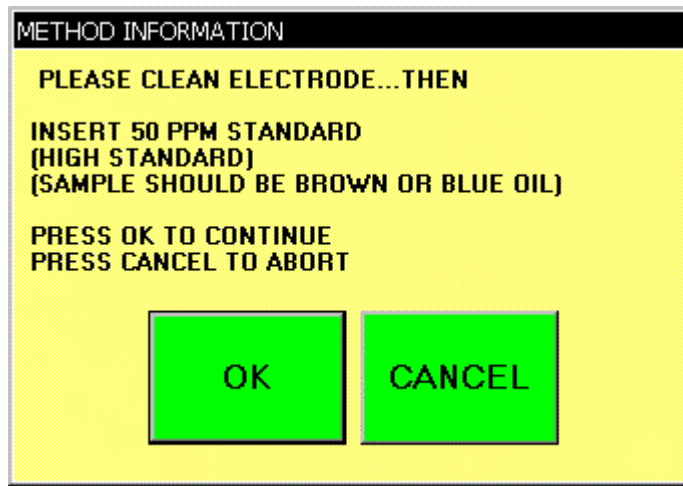 METHOD INFORMATION
PLEASE CLEAN ELECTRODE...THEN
INSERT 50 PPM STANDARD
(HIGH STANDARD)
(SAMPLE SHOULD BE BROWN OR BLUE OIL)
PRESS OK TO CONTINUE
PRESS CANCEL TO ABORT
OK
CANCEL